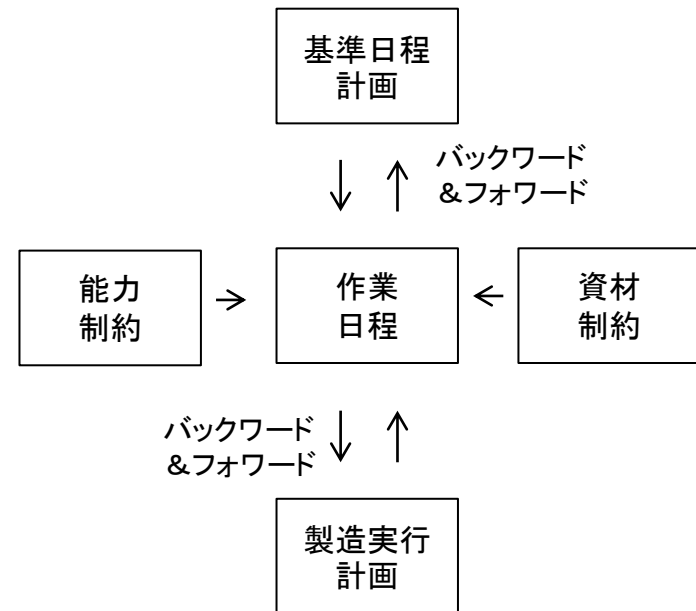 基準日程
計画
バックワード
&フォワード
能力
制約
作業
日程
資材
制約
バックワード
&フォワード
製造実行
計画